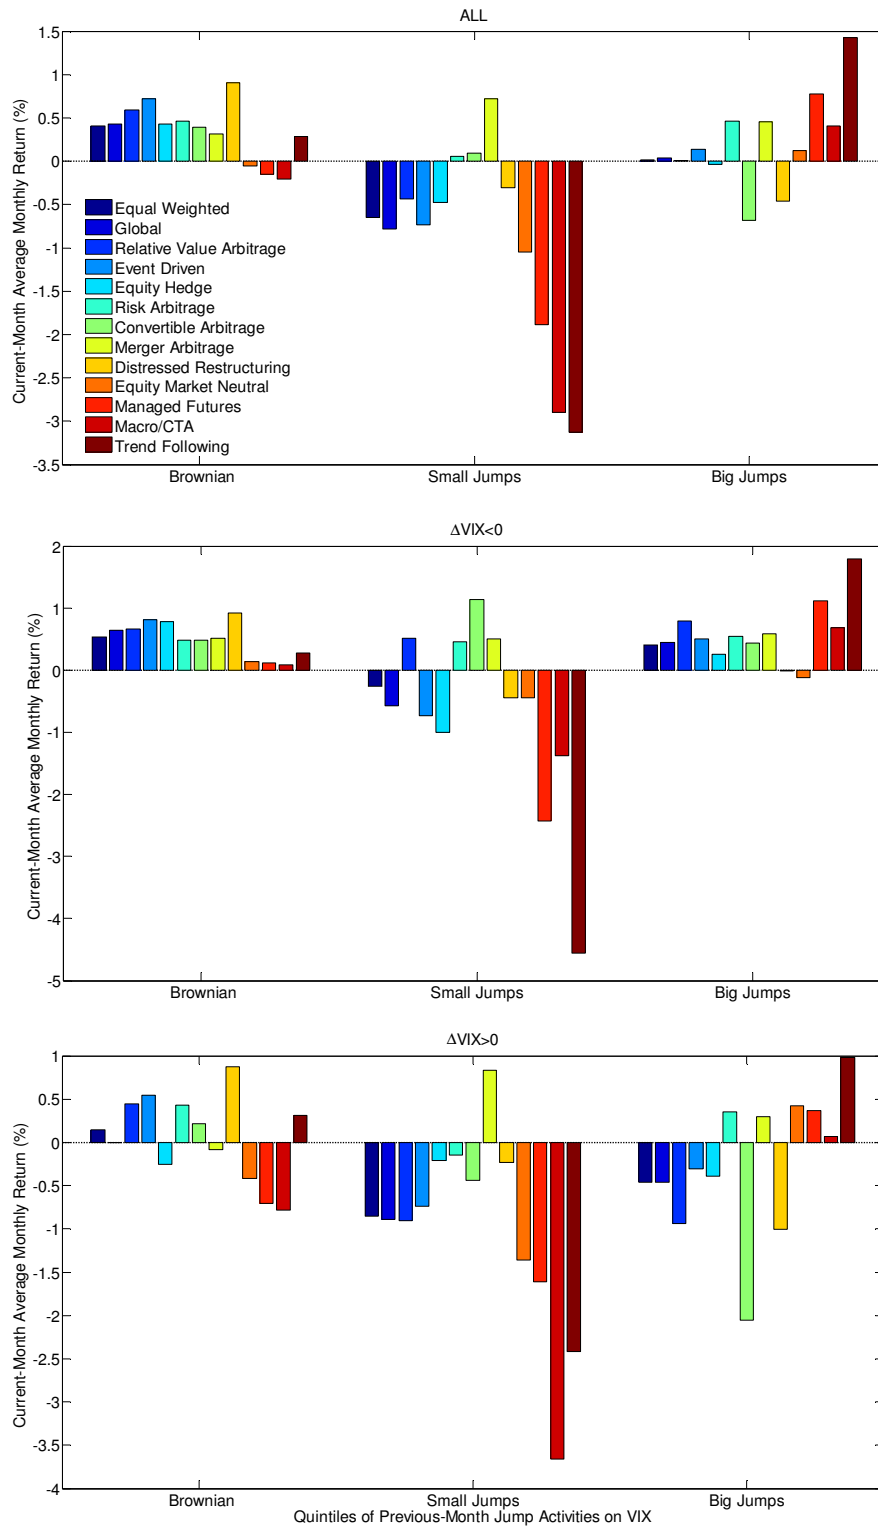 ALL
Current-Month Average Monthly Return (%)
1.5
1
0.5
0
-0.5
-1
-1.5
-2
-2.5
-3
-3.5
Equal Weighted
Global
Relative Value Arbitrage
Event Driven
Equity Hedge
Risk Arbitrage
Convertible Arbitrage
Merger Arbitrage
Distressed Restructuring
Equity Market Neutral
Managed Futures
Macro/CTA
Trend Following
Brownian Small Jumps Big Jumps
ΔVIX<0
Current-Month Average Monthly Return (%)
2
1
0
-1
-2
-3
-4
-5
Brownian Small Jumps Big Jumps
ΔVIX>0
Current-Month Average Monthly Return (%)
1
0.5
0
-0.5
-1
-1.5
-2
-2.5
-3
-3.5
-4
Brownian Small Jumps Big Jumps
Quintiles of Previous-Month Jump Activities on VIX